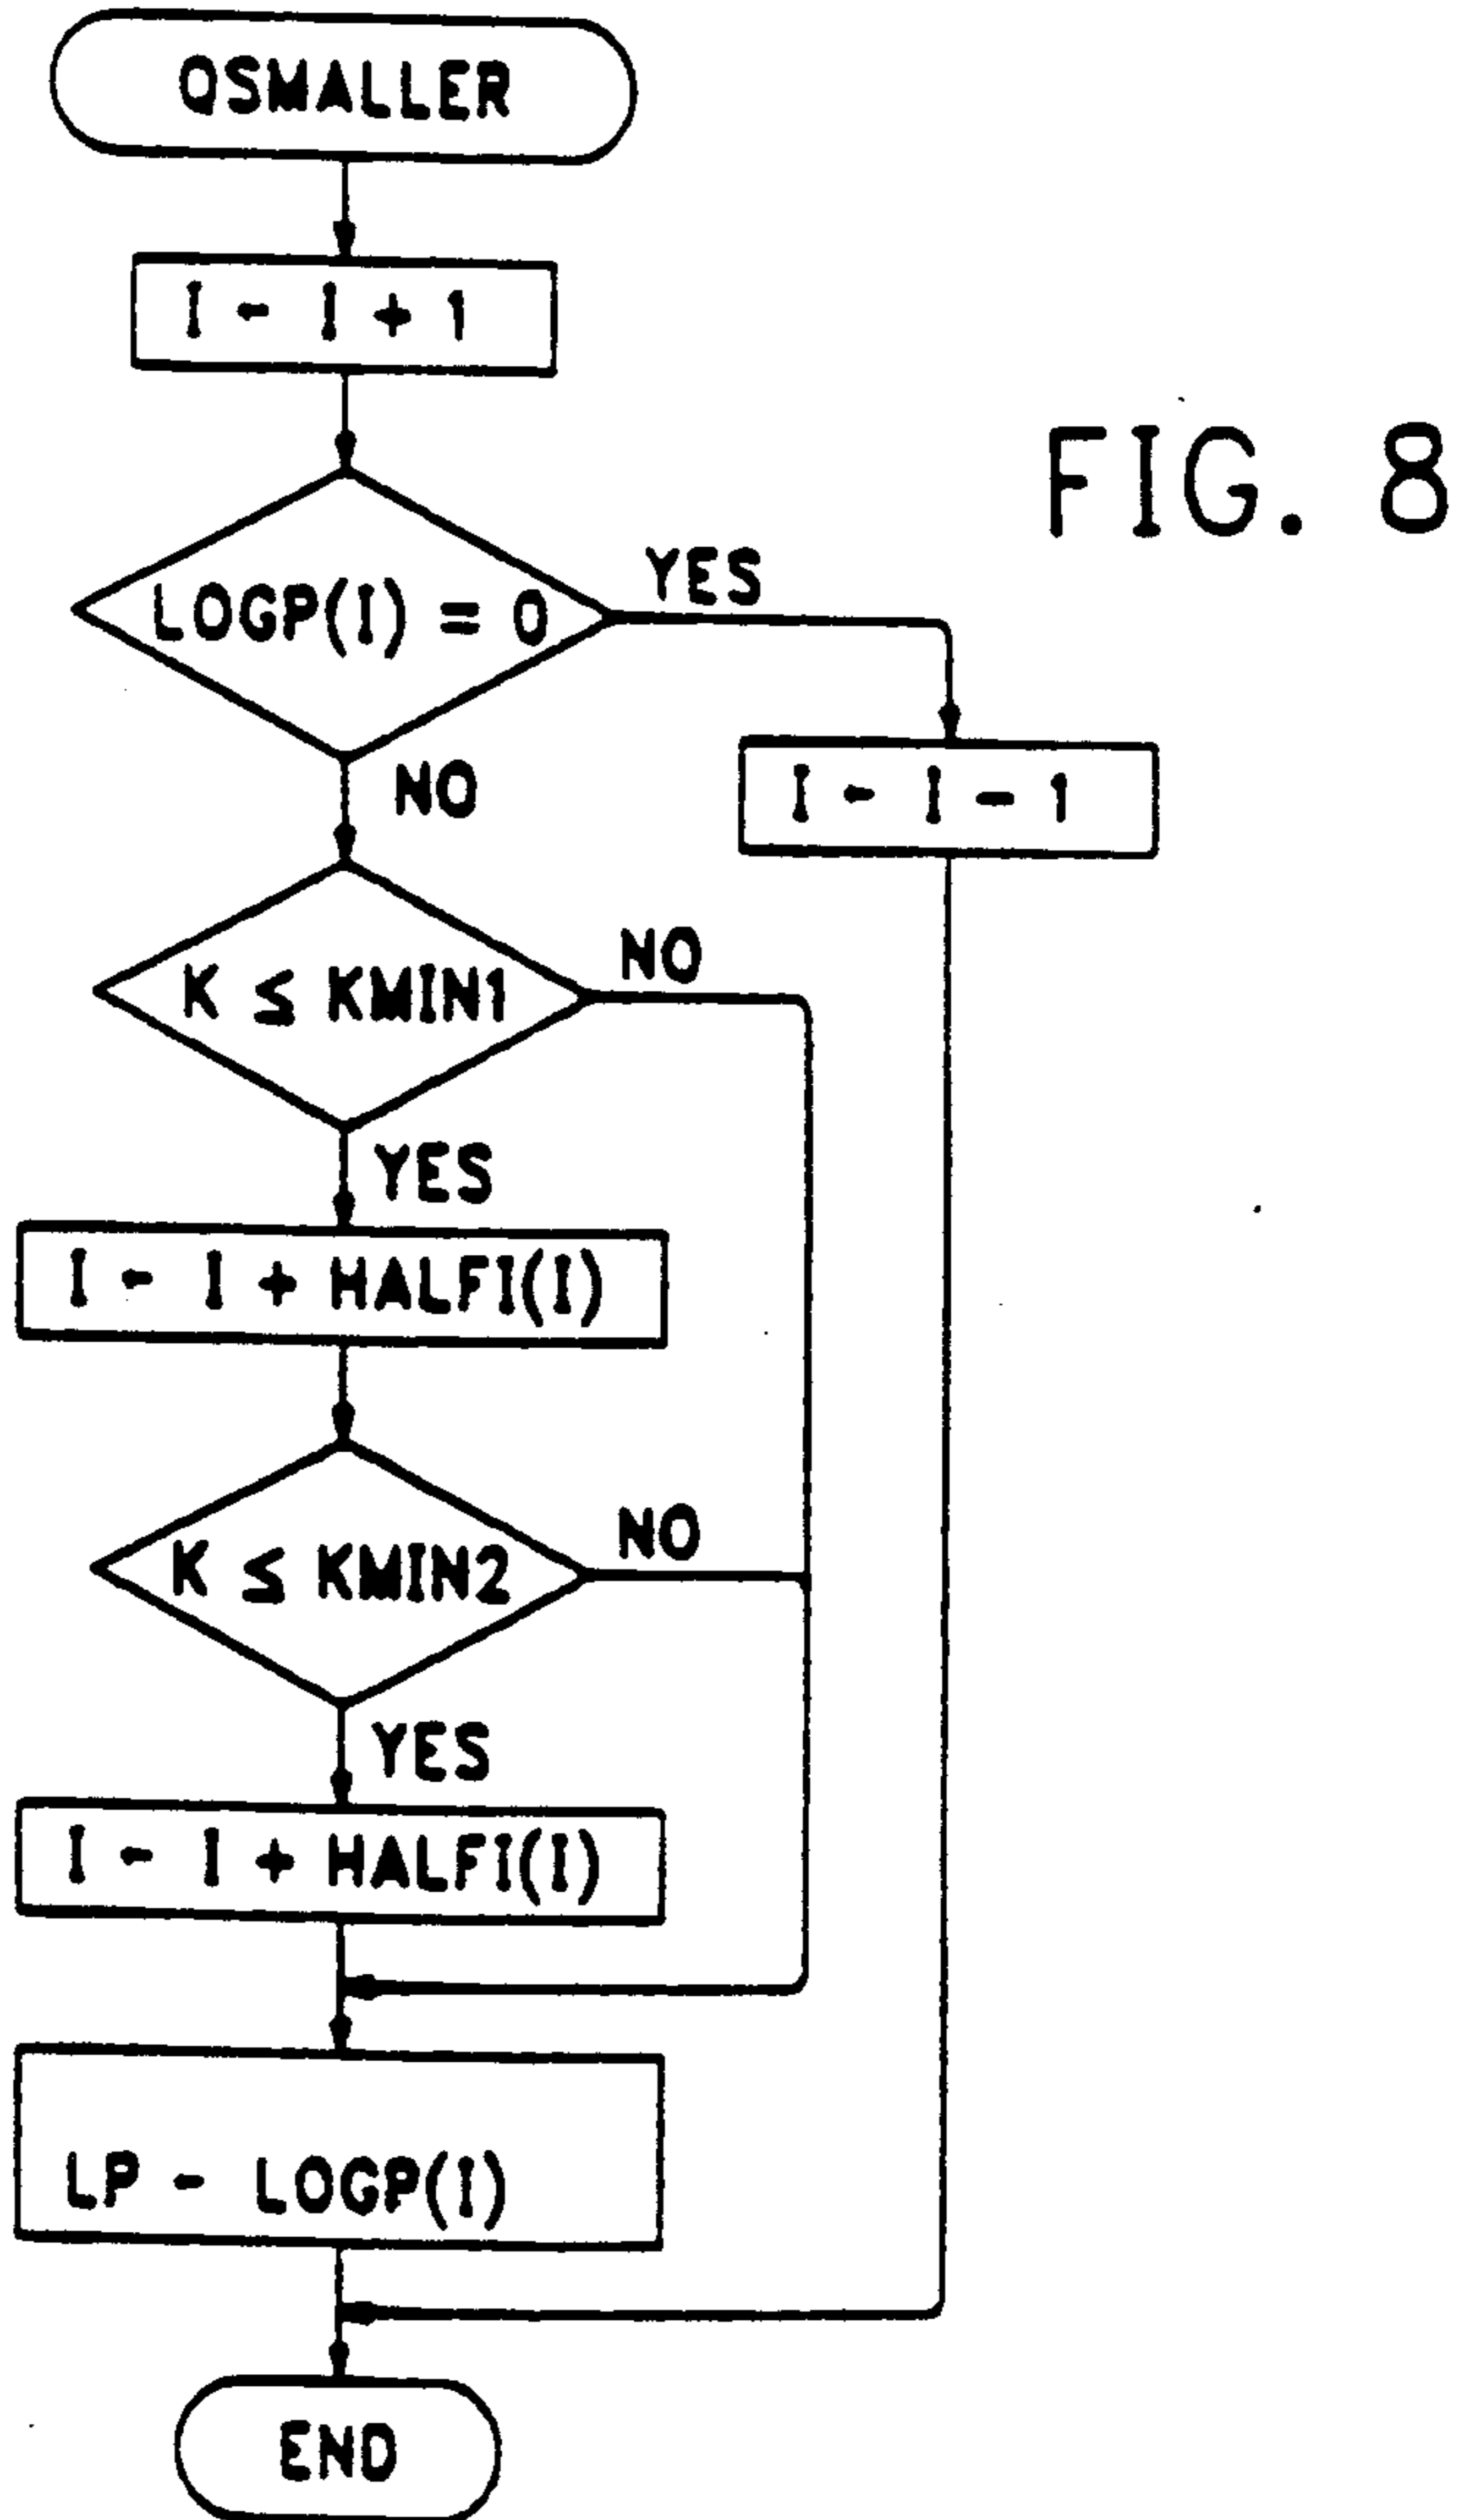 QSMALLER
I - I + 1
FIG. 8
LOGP(I) = 0
YES
NO
I - I - 1
K ≤ KMIN1
NO
YES
I - I + HALFI(I)
K ≤ KMIN2
NO
YES
I - I + HALFI(I)
LP - LOGP(I)
END